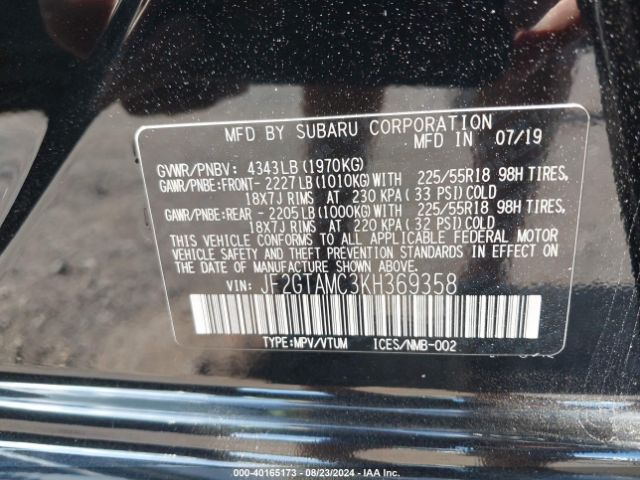 MFD BY SUBARU CORPORATION
MFD IN 07/19
GVWR/PNBV: 4343LB(1970KG)
GAWR/PNBE:FRONT- 2227LB(1010KG)WITH 225/55R18 98H TIRES,
18X7J RIMS AT 230 KPA(33 PSI)COLD
GAWR/PNBE:REAR - 2205LB(1000KG)WITH 225/55R18 98H TIRES,
18X7J RIMS AT 220 KPA(32 PSI)COLD
THIS VEHICLE CONFORMS TO ALL APPLICABLE FEDERAL MOTOR
VEHICLE SAFETY AND THEFT PREVENTION STANDARDS IN EFFECT
ON THE DATE OF MANUFACTURE SHOWN ABOVE.
VIN: JF2GTAMC3KH369358
TYPE:MPV/VTUM ICES/NMB-002
000-40165173 - 08/23/2024 - IAA Inc.